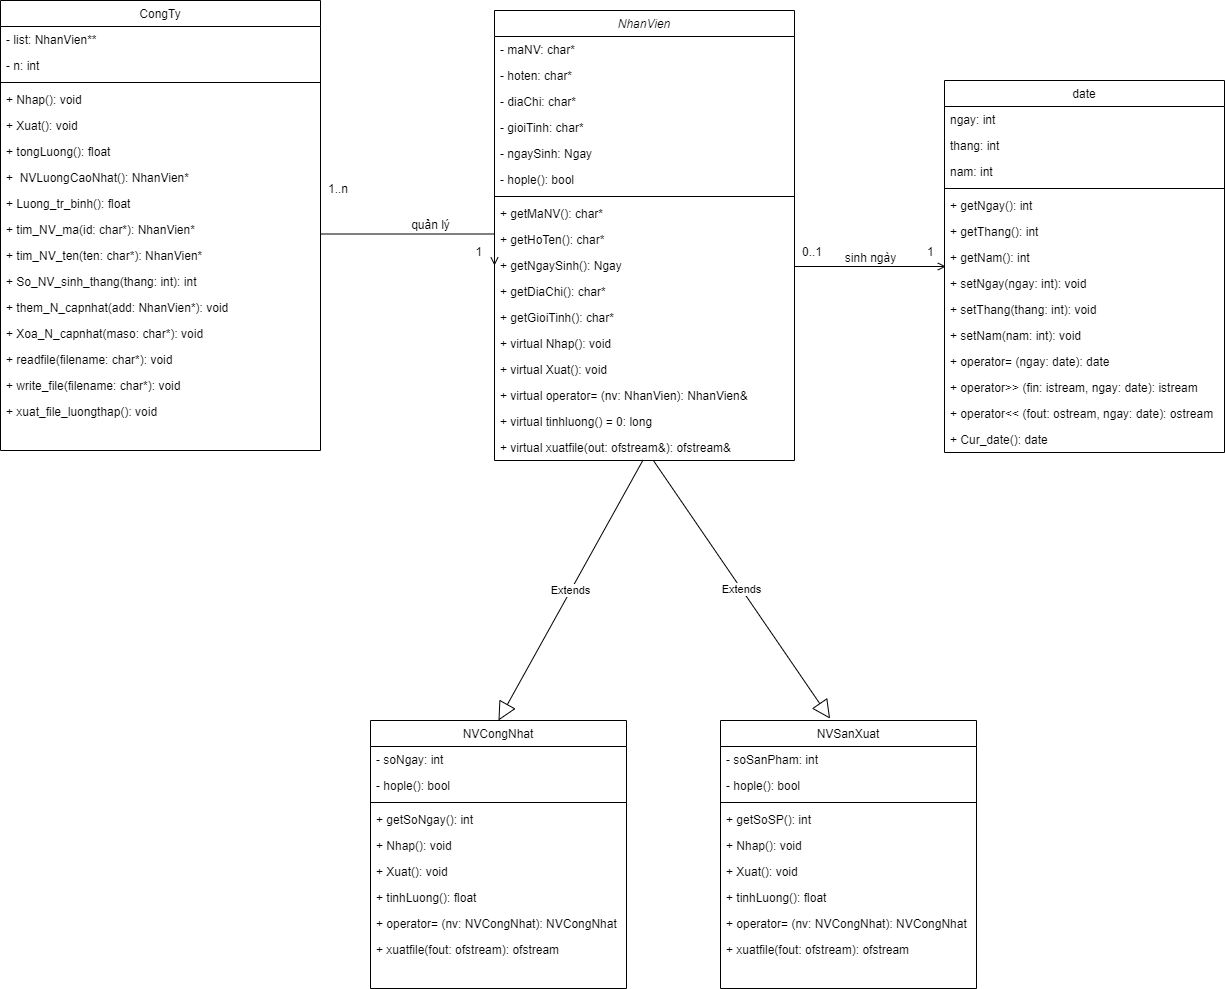 CongTy
- list: NhanVien**
- n: int
+ Nhap(): void
+ Xuat(): void
+ tongLuong(): float
+  NVLuongCaoNhat(): NhanVien*
+ Luong_tr_binh(): float
+ tim_NV_ma(id: char*): NhanVien*
+ tim_NV_ten(ten: char*): NhanVien*
+ So_NV_sinh_thang(thang: int): int
+ them_N_capnhat(add: NhanVien*): void
+ Xoa_N_capnhat(maso: char*): void
+ readfile(filename: char*): void
+ write_file(filename: char*): void
+ xuat_file_luongthap(): void
1..n
quản lý
1
NhanVien
- maNV: char*
- hoten: char*
- diaChi: char*
- gioiTinh: char*
- ngaySinh: Ngay
- hople(): bool
+ getMaNV(): char*
+ getHoTen(): char*
+ getNgaySinh(): Ngay
+ getDiaChi(): char*
+ getGioiTinh(): char*
+ virtual Nhap(): void
+ virtual Xuat(): void
+ virtual operator= (nv: NhanVien): NhanVien&
+ virtual tinhluong() = 0: long
+ virtual xuatfile(out: ofstream&): ofstream&
0..1
sinh ngày
1
date
ngay: int
thang: int
nam: int
+ getNgay(): int
+ getThang(): int
+ getNam(): int
+ setNgay(ngay: int): void
+ setThang(thang: int): void
+ setNam(nam: int): void
+ operator= (ngay: date): date
+ operator>> (fin: istream, ngay: date): istream
+ operator<< (fout: ostream, ngay: date): ostream
+ Cur_date(): date
Extends
Extends
NVCongNhat
- soNgay: int
- hople(): bool
+ getSoNgay(): int
+ Nhap(): void
+ Xuat(): void
+ tinhLuong(): float
+ operator= (nv: NVCongNhat): NVCongNhat
+ xuatfile(fout: ofstream): ofstream
NVSanXuat
- soSanPham: int
- hople(): bool
+ getSoSP(): int
+ Nhap(): void
+ Xuat(): void
+ tinhLuong(): float
+ operator= (nv: NVCongNhat): NVCongNhat
+ xuatfile(fout: ofstream): ofstream